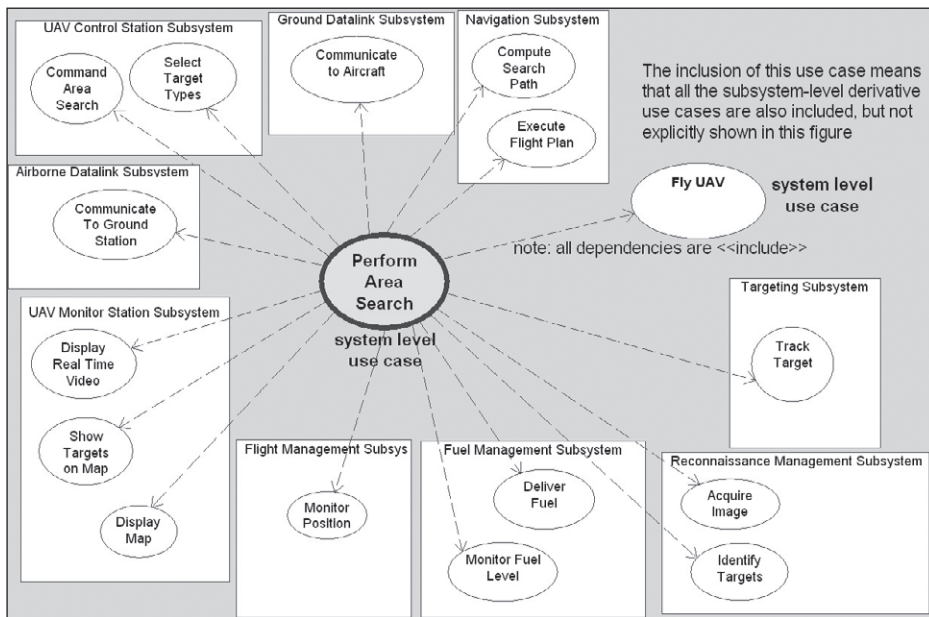 UAV Control Station Subsystem
Command
Area
Search
Select
Target
Types
Ground Datalink Subsystem
Communicate
to Aircraft
Navigation Subsystem
Compute
Search
Path
Execute
Flight Plan
The inclusion of this use case means
that all the subsystem-level derivative
use cases are also included, but not
explicitly shown in this figure
Fly UAV
system level
use case
note: all dependencies are <<include>>
Airborne Datalink Subsystem
Communicate
To Ground
Station
Perform
Area
Search
system level
use case
UAV Monitor Station Subsystem
Display
Real Time
Video
Show
Targets
on Map
Display
Map
Targeting Subsystem
Track
Target
Flight Management Subsys
Monitor
Position
Fuel Management Subsystem
Deliver
Fuel
Monitor Fuel
Level
Reconnaissance Management Subsystem
Acquire
Image
Identify
Targets